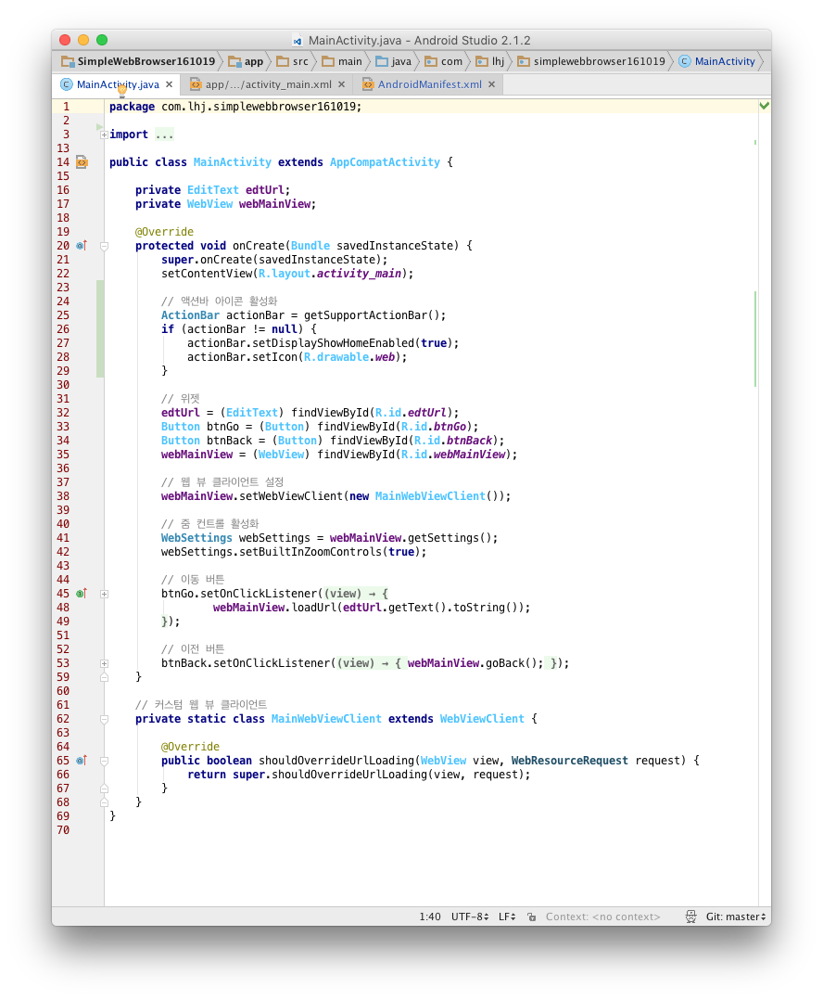 MainActivity.java - Android Studio 2.1.2
SimpleWebBrowser161019 app src main java com lhj simplewebbrowser161019 MainActivity
MainActivity.java app/.../activity_main.xml AndroidManifest.xml
1 package com.lhj.simplewebbrowser161019;
2
3 import ...
13
14 public class MainActivity extends AppCompatActivity {
15
16 private EditText edtUrl;
17 private WebView webMainView;
18
19 @Override
20 protected void onCreate(Bundle savedInstanceState) {
21 super.onCreate(savedInstanceState);
22 setContentView(R.layout.activity_main);
23
24 // 액션바 아이콘 활성화
25 ActionBar actionBar = getSupportActionBar();
26 if (actionBar != null) {
27 actionBar.setDisplayShowHomeEnabled(true);
28 actionBar.setIcon(R.drawable.web);
29 }
30
31 // 위젯
32 edtUrl = (EditText) findViewById(R.id.edtUrl);
33 Button btnGo = (Button) findViewById(R.id.btnGo);
34 Button btnBack = (Button) findViewById(R.id.btnBack);
35 webMainView = (WebView) findViewById(R.id.webMainView);
36
37 // 웹 뷰 클라이언트 설정
38 webMainView.setWebViewClient(new MainWebViewClient());
39
40 // 줌 컨트롤 활성화
41 WebSettings webSettings = webMainView.getSettings();
42 webSettings.setBuiltInZoomControls(true);
43
44 // 이동 버튼
45 btnGo.setOnClickListener((view) → {
48 webMainView.loadUrl(edtUrl.getText().toString());
49 });
51
52 // 이전 버튼
53 btnBack.setOnClickListener((view) → { webMainView.goBack(); });
59 }
60
61 // 커스텀 웹 뷰 클라이언트
62 private static class MainWebViewClient extends WebViewClient {
63
64 @Override
65 public boolean shouldOverrideUrlLoading(WebView view, WebResourceRequest request) {
66 return super.shouldOverrideUrlLoading(view, request);
67 }
68 }
69 }
70
1:40 UTF-8 LF Context: <no context> Git: master